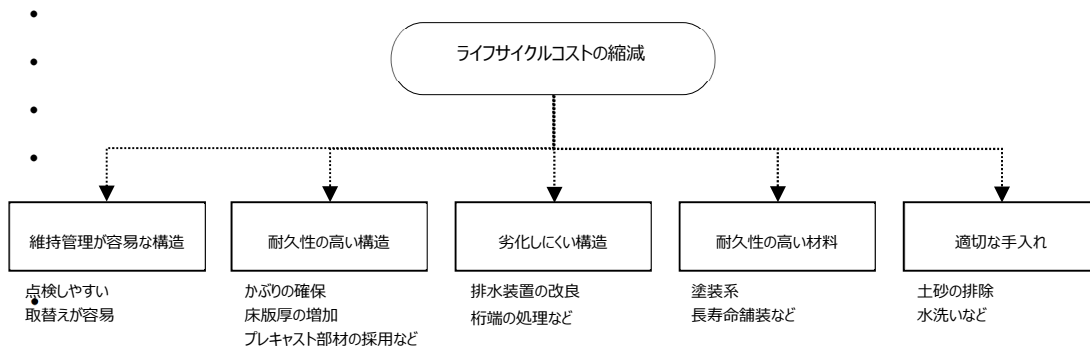 ライフサイクルコストの縮減
維持管理が容易な構造
点検しやすい
取替えが容易
耐久性の高い構造
かぶりの確保
床版厚の増加
プレキャスト部材の採用など
劣化しにくい構造
排水装置の改良
桁端の処理など
耐久性の高い材料
塗装系
長寿命舗装など
適切な手入れ
土砂の排除
水洗いなど